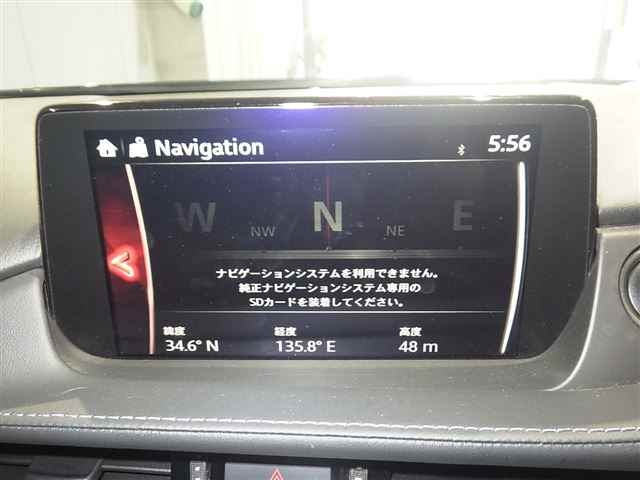 Navigation 5:56
W NW N NE E
ナビゲーションシステムを利用できません。
純正ナビゲーションシステム専用の
SDカードを装着してください。
緯度 経度 高度
34.6° N 135.8° E 48 m